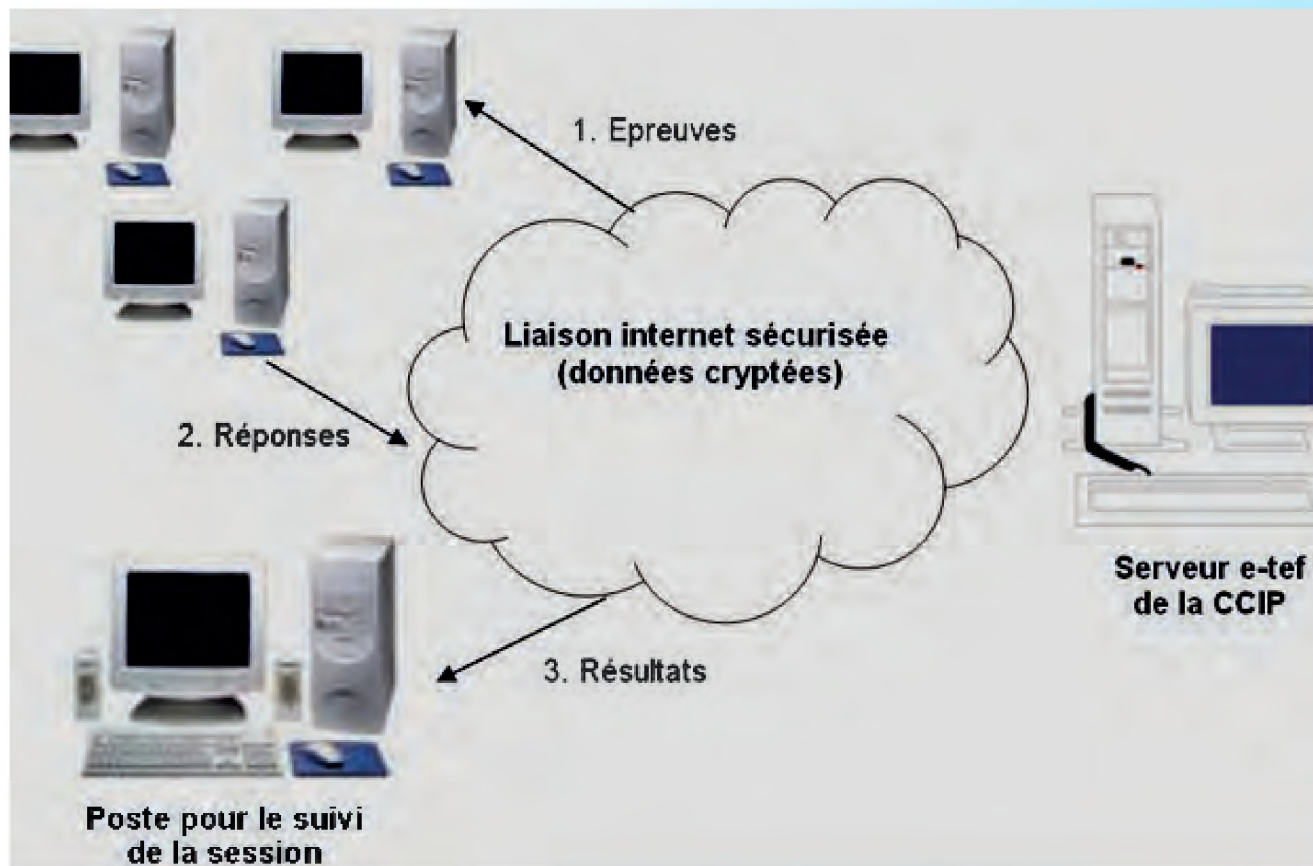 1. Epreuves
Liaison internet sécurisée
(données cryptées)
2. Réponses
Serveur e-tef
de la CCIP
3. Résultats
Poste pour le suivi
de la session